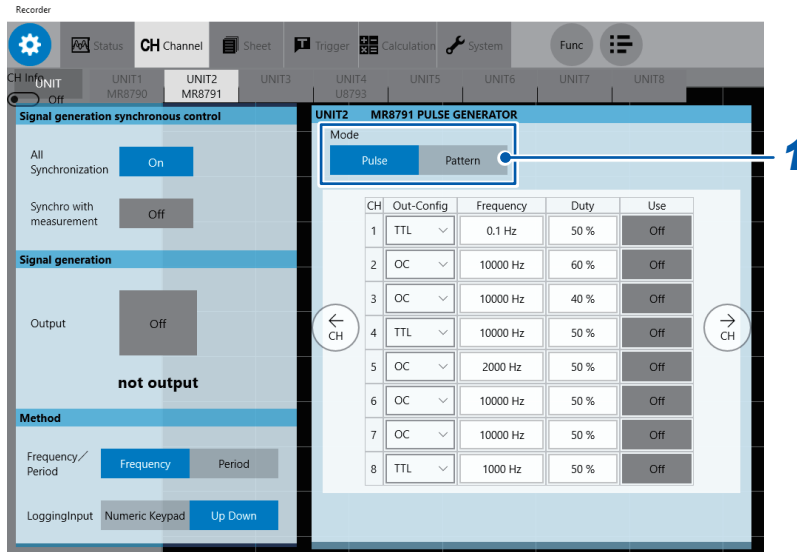 Recorder
Status CH Channel Sheet Trigger Calculation System Func
CH Info UNIT UNIT1 UNIT2 UNIT3 UNIT4 UNIT5 UNIT6 UNIT7 UNIT8
Off MR8790 MR8791 U8793
Signal generation synchronous control
All
Synchronization On
Synchro with
measurement Off
Signal generation
Output Off
not output
Method
Frequency/
Period Frequency Period
LoggingInput Numeric Keypad Up Down
UNIT2 MR8791 PULSE GENERATOR
Mode
Pulse Pattern
1
CH Out-Config Frequency Duty Use
1 TTL 0.1 Hz 50 % Off
2 OC 10000 Hz 60 % Off
3 OC 10000 Hz 40 % Off
4 TTL 10000 Hz 50 % Off
5 OC 2000 Hz 50 % Off
6 OC 10000 Hz 50 % Off
7 OC 10000 Hz 50 % Off
8 TTL 1000 Hz 50 % Off
← CH
→ CH